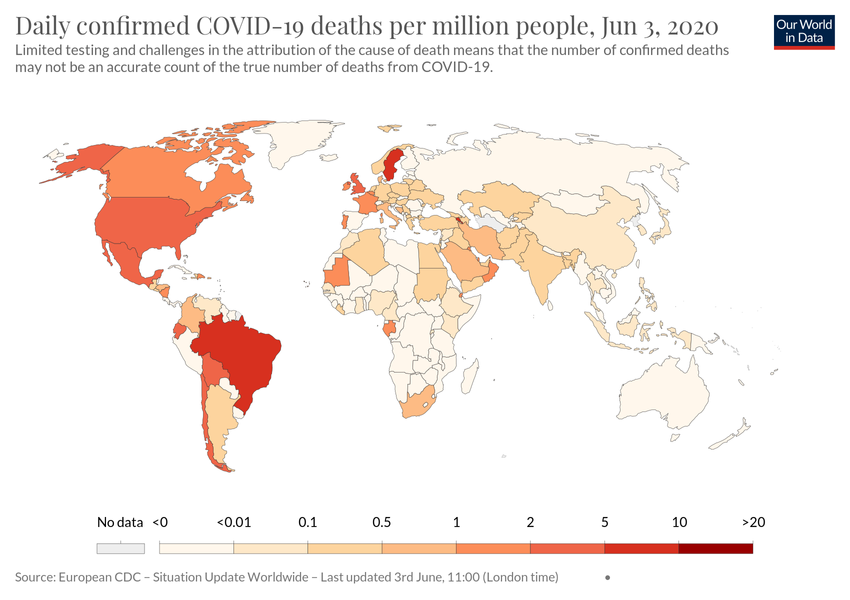 Daily confirmed COVID-19 deaths per million people, Jun 3, 2020
Our World
in Data
Limited testing and challenges in the attribution of the cause of death means that the number of confirmed deaths
may not be an accurate count of the true number of deaths from COVID-19.
No data <0 <0.01 0.1 0.5 1 2 5 10 >20
Source: European CDC – Situation Update Worldwide – Last updated 3rd June, 11:00 (London time) •